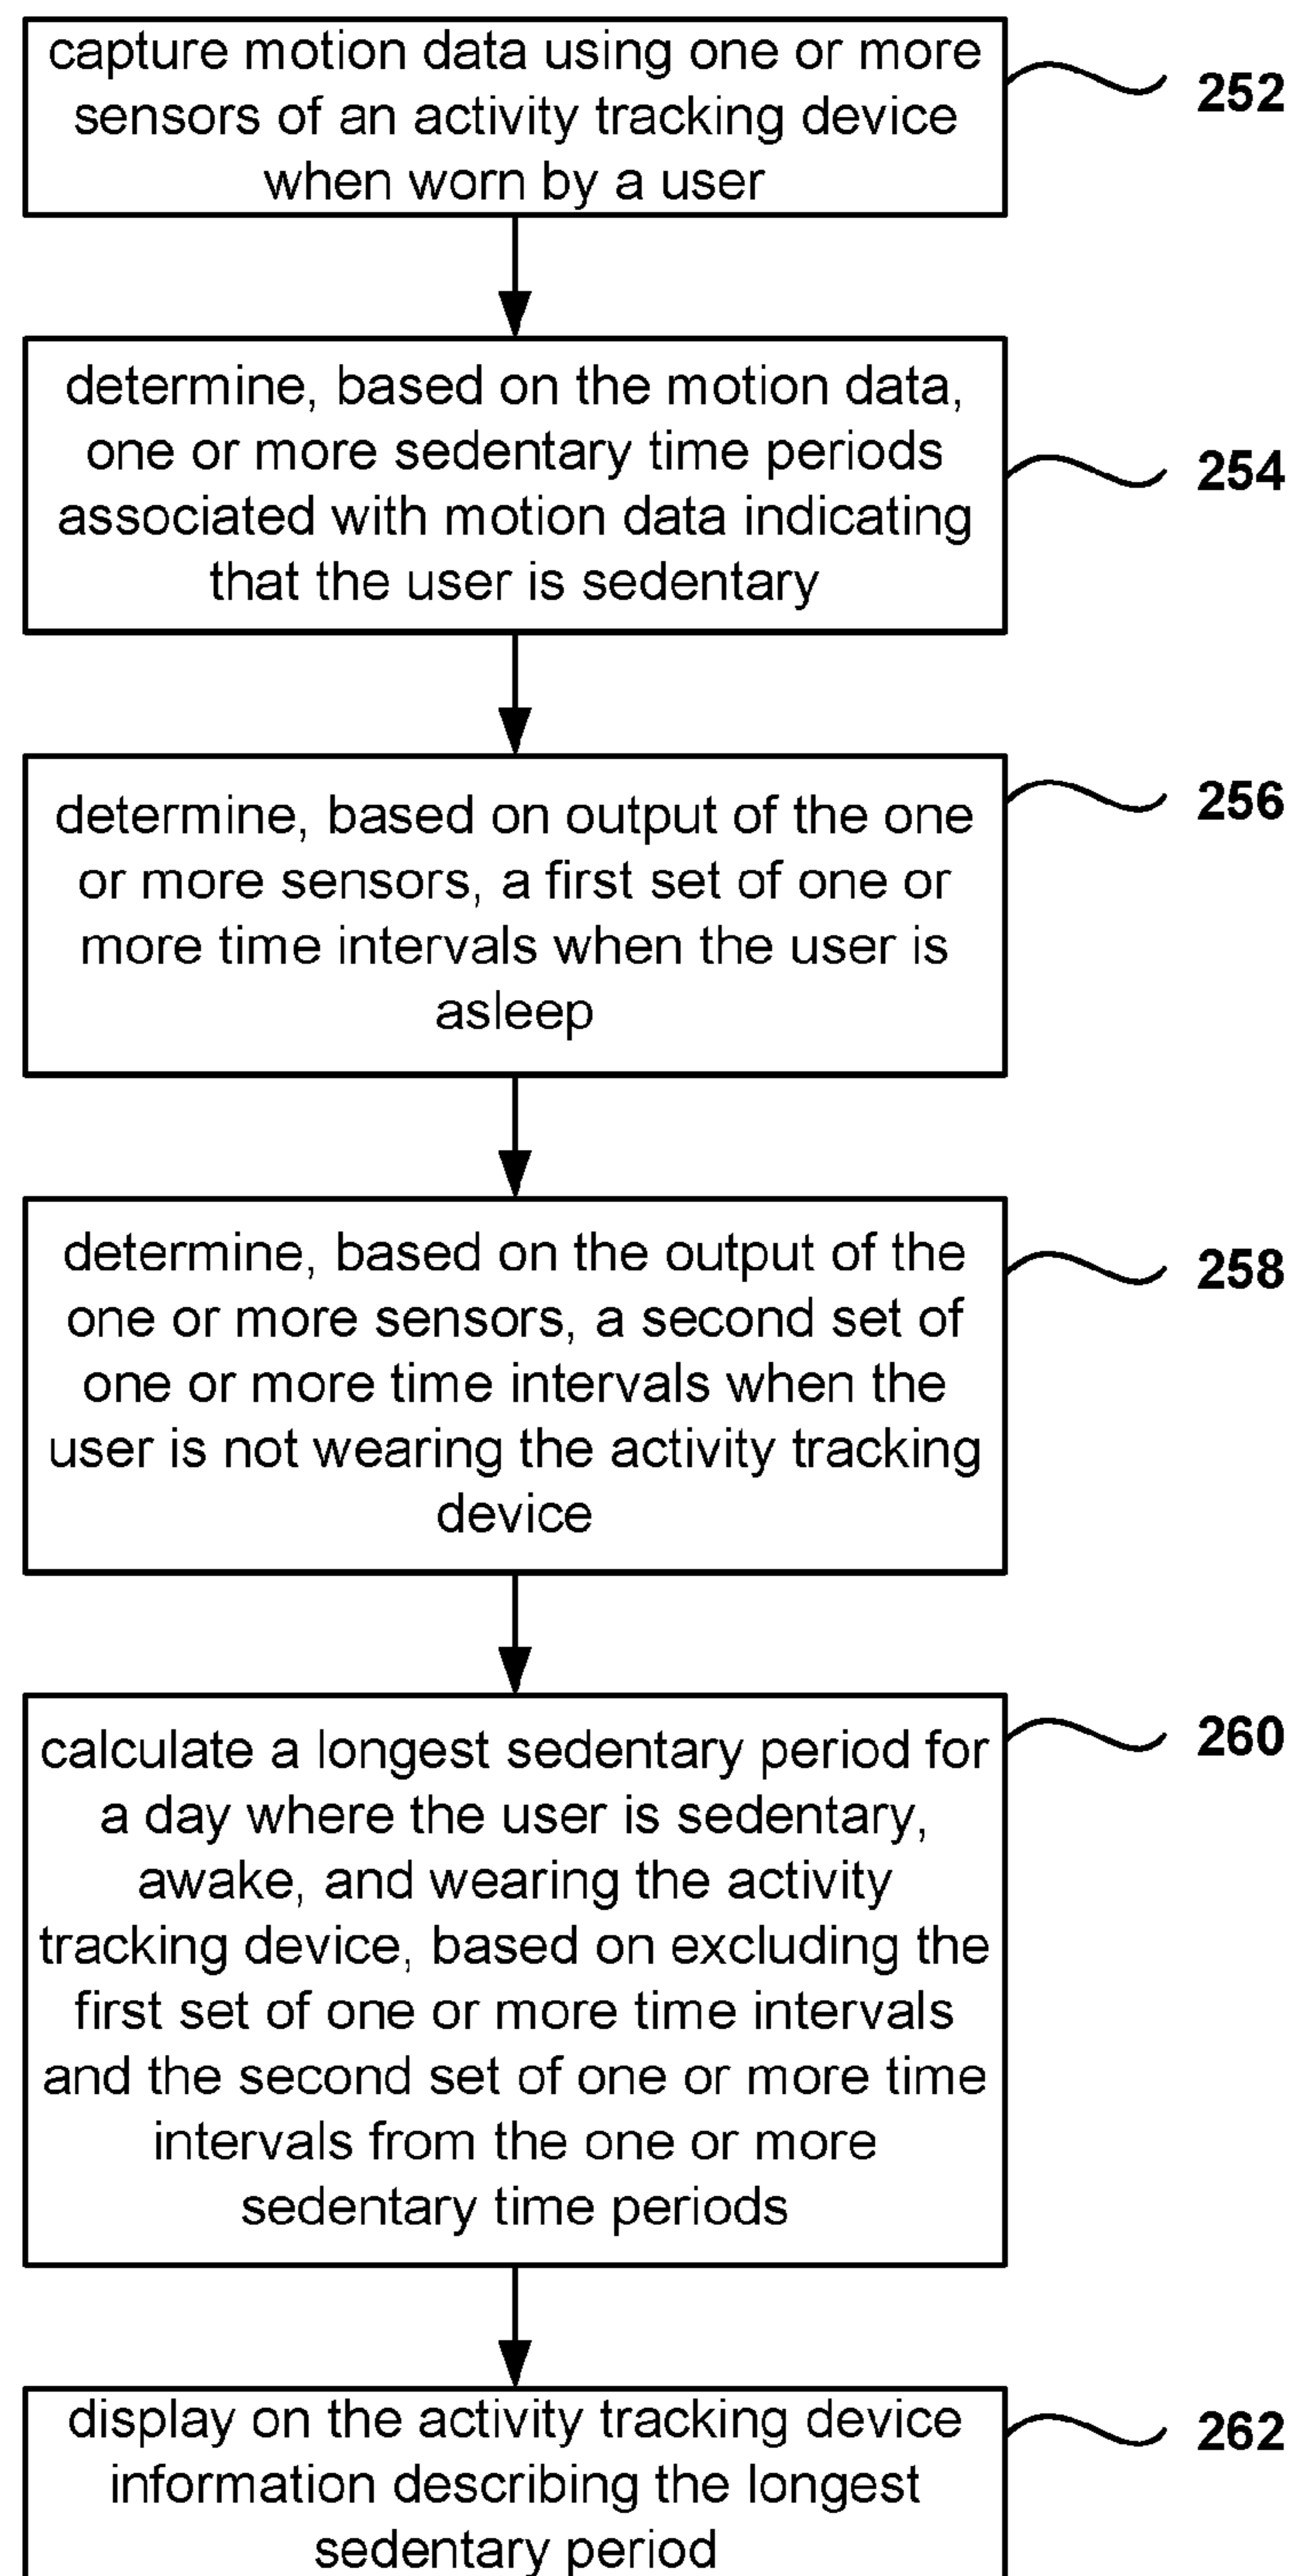 capture motion data using one or more
sensors of an activity tracking device
when worn by a user
252
determine, based on the motion data,
one or more sedentary time periods
associated with motion data indicating
that the user is sedentary
254
determine, based on output of the one
or more sensors, a first set of one or
more time intervals when the user is
asleep
256
determine, based on the output of the
one or more sensors, a second set of
one or more time intervals when the
user is not wearing the activity tracking
device
258
calculate a longest sedentary period for
a day where the user is sedentary,
awake, and wearing the activity
tracking device, based on excluding the
first set of one or more time intervals
and the second set of one or more time
intervals from the one or more
sedentary time periods
260
display on the activity tracking device
information describing the longest
sedentary period
262